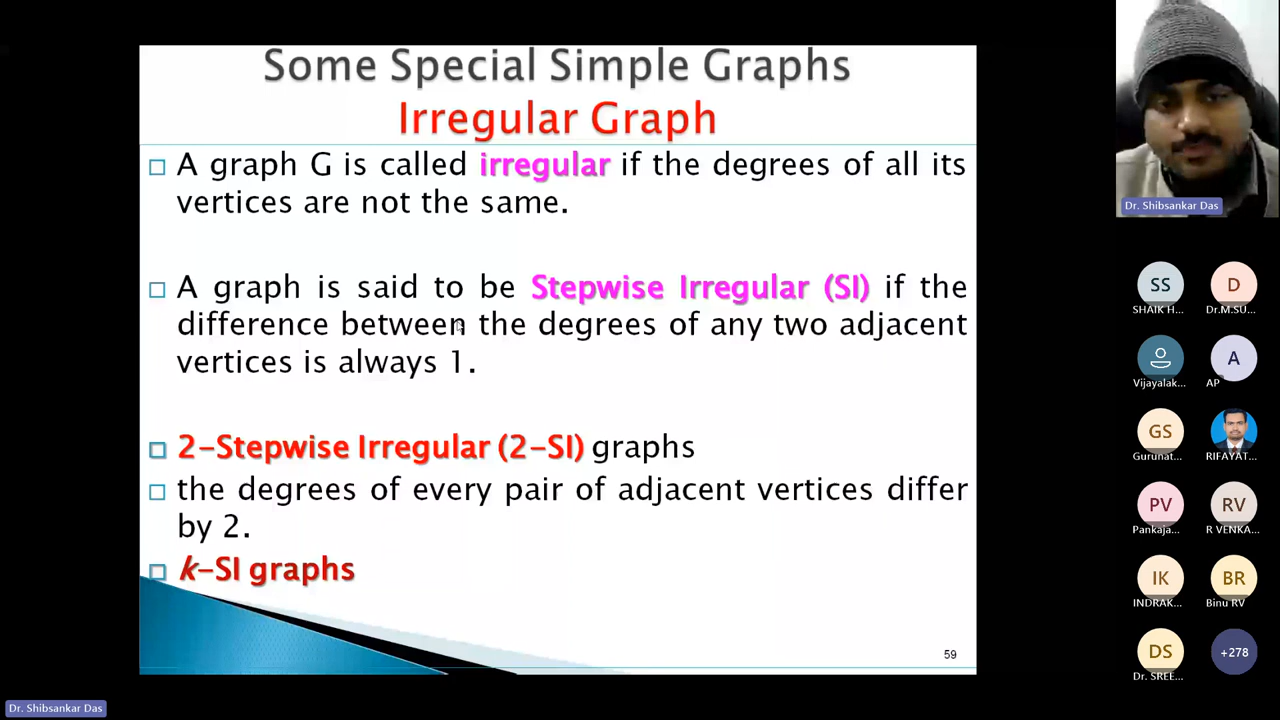 Some Special Simple Graphs
Irregular Graph
A graph G is called irregular if the degrees of all its
vertices are not the same.
A graph is said to be Stepwise Irregular (SI) if the
difference between the degrees of any two adjacent
vertices is always 1.
2-Stepwise Irregular (2-SI) graphs
the degrees of every pair of adjacent vertices differ
by 2.
k-SI graphs
59
Dr. Shibsankar Das
SS
SHAIK H...
D
Dr.M.SU...
Vijayalak...
A
AP
GS
Gurunat...
RIFAYAT...
PV
Pankaja...
RV
R VENKA...
IK
INDRAK...
BR
Binu RV
DS
Dr. SREE...
+278
Dr. Shibsankar Das